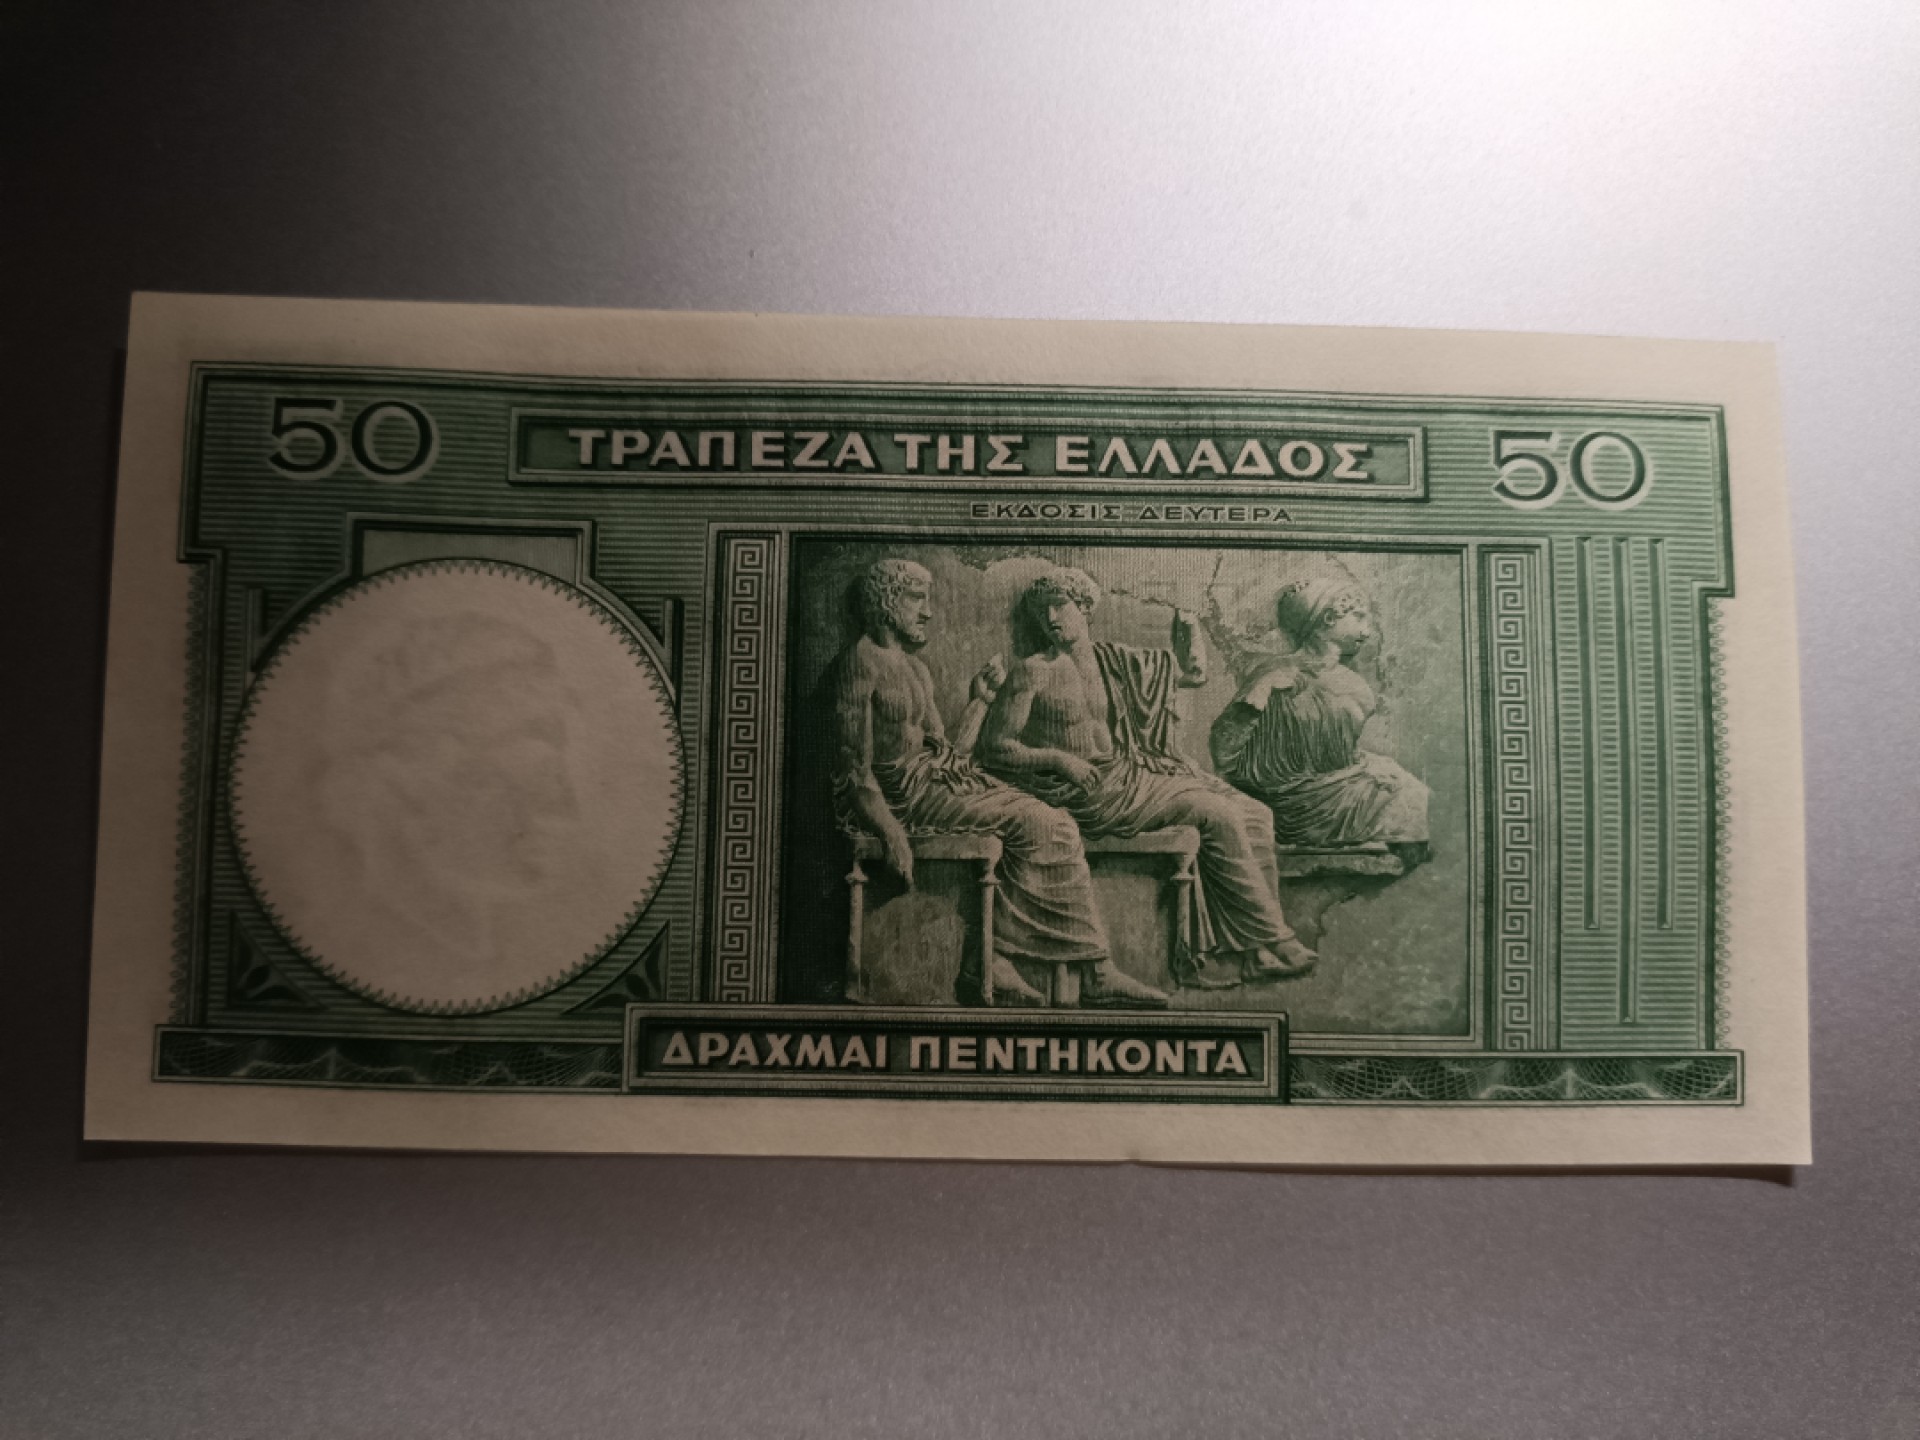 50 ΤΡΑΠΕΖΑ ΤΗΣ ΕΛΛΑΔΟΣ 50
ΕΚΔΟΣΙΣ ΔΕΥΤΕΡΑ
ΔΡΑΧΜΑΙ ΠΕΝΤΗΚΟΝΤΑ